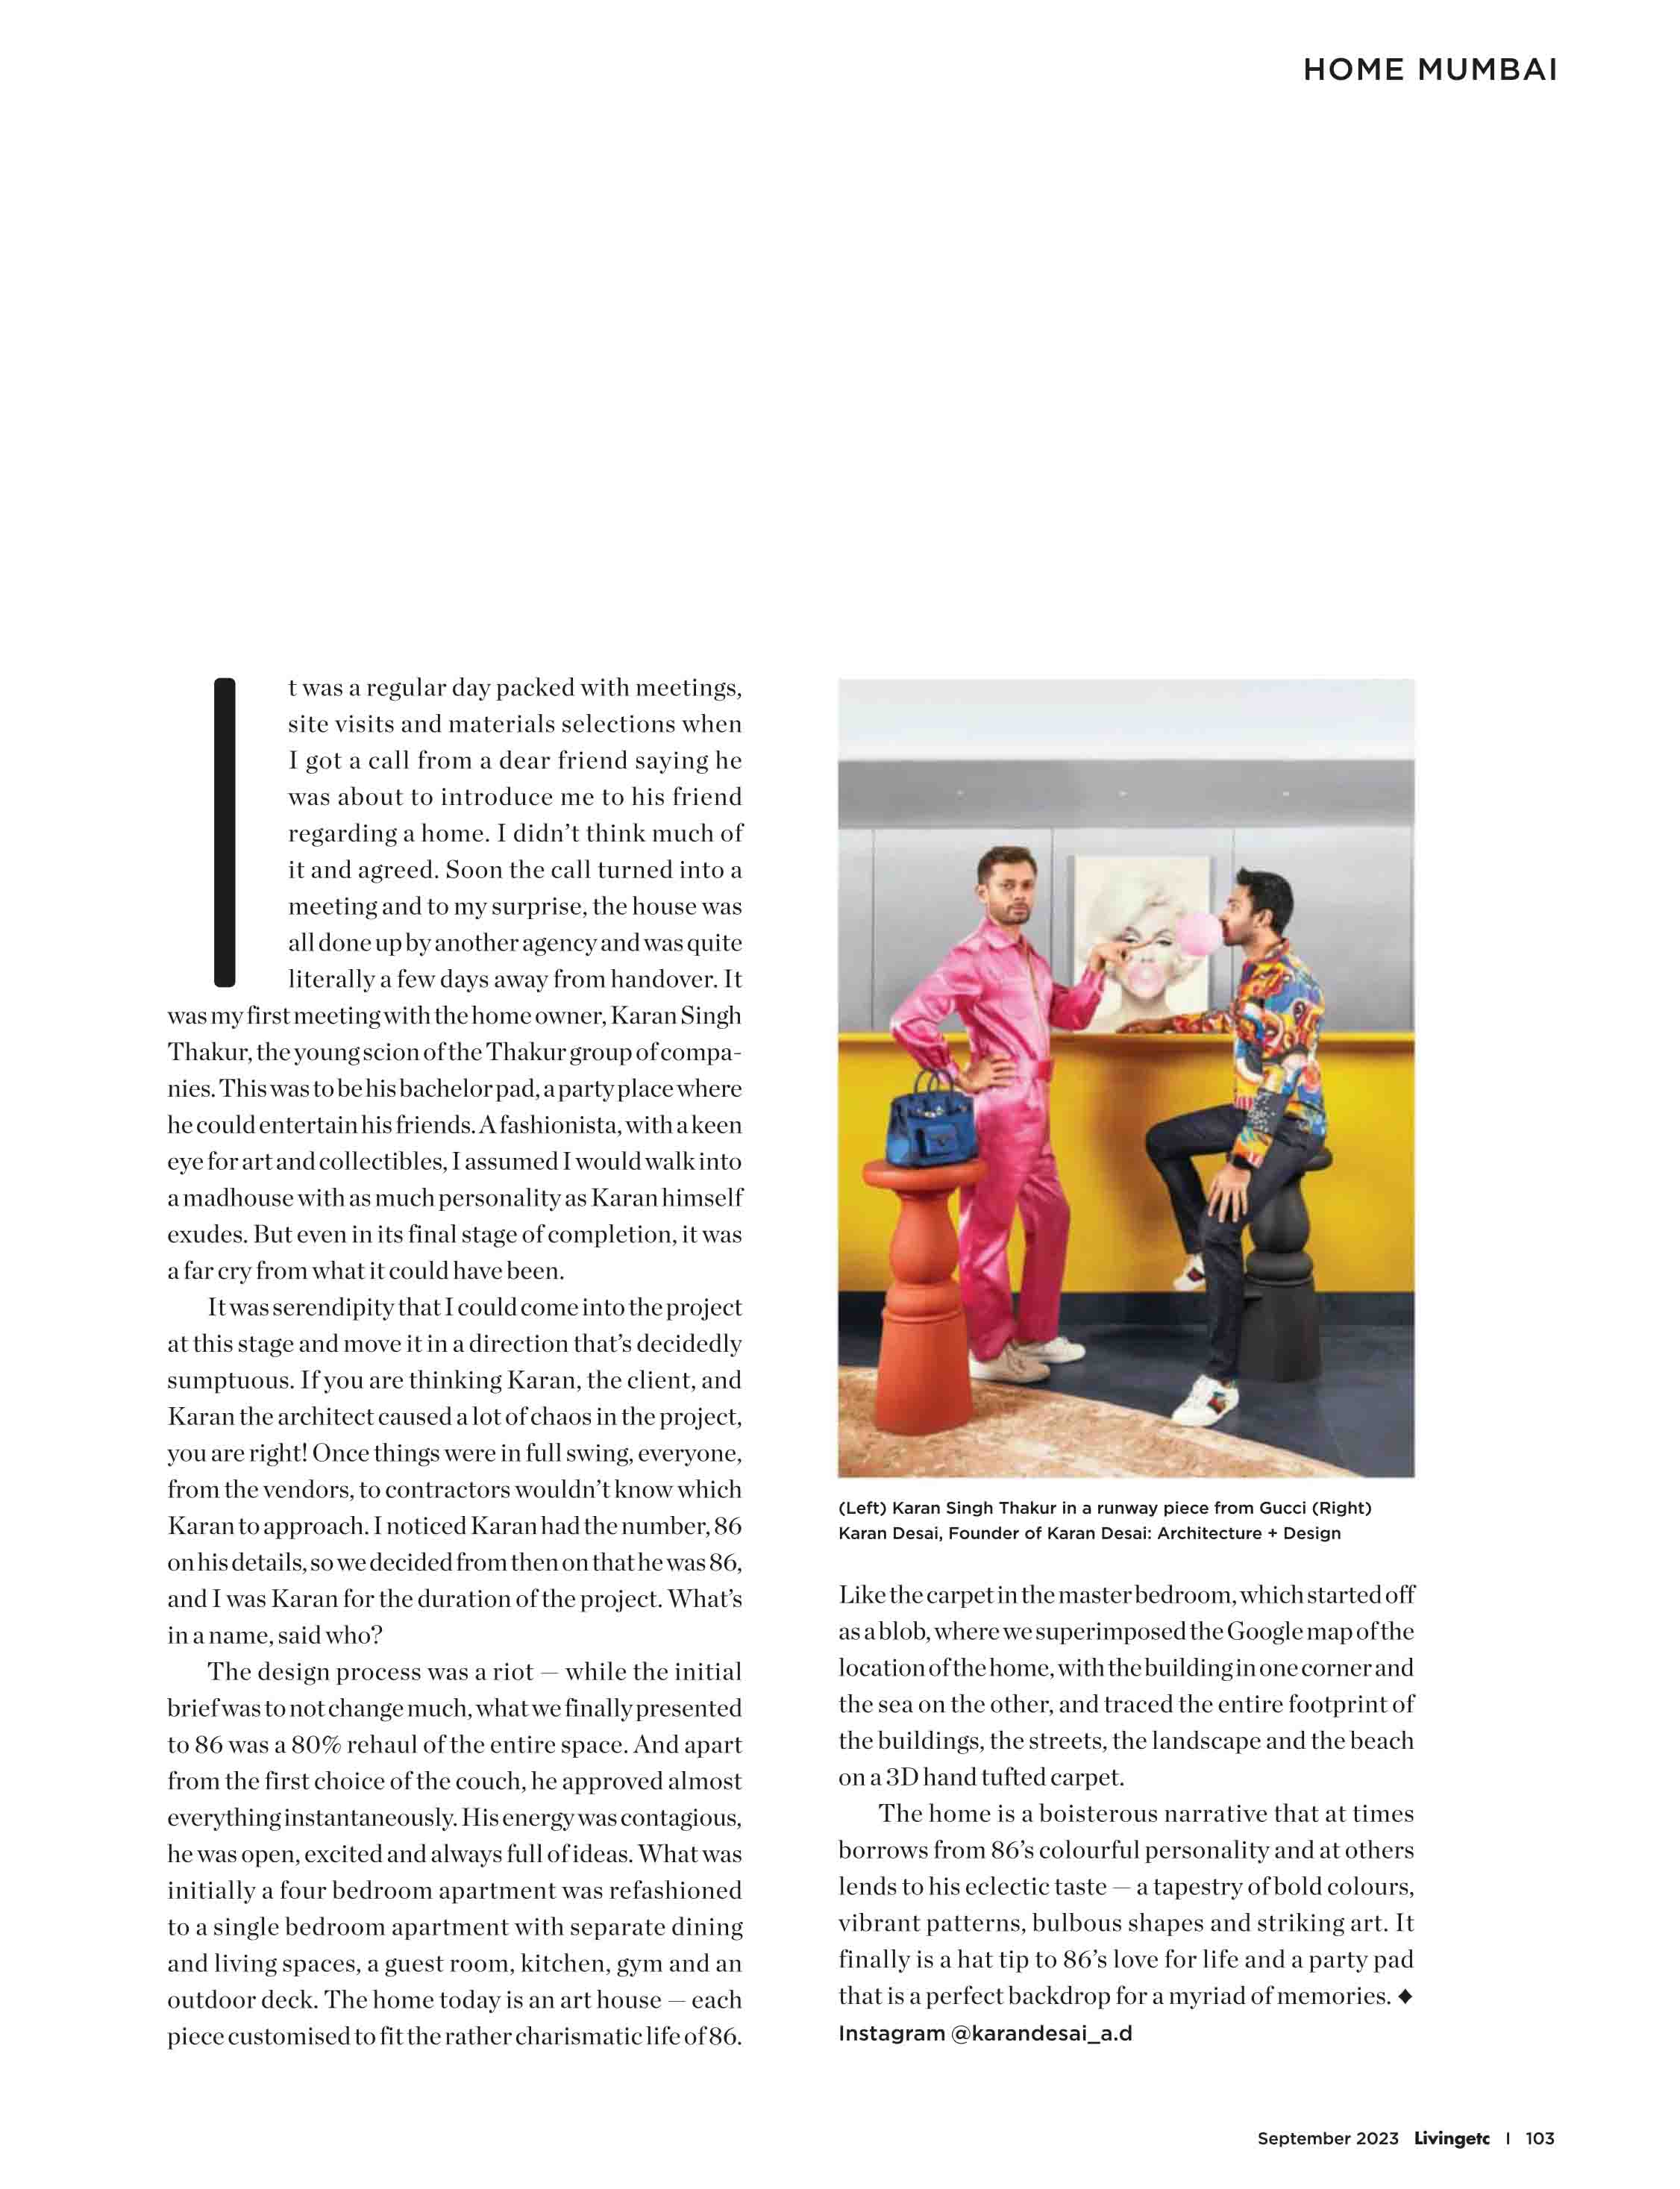 HOME MUMBAI
It was a regular day packed with meetings,
site visits and materials selections when
I got a call from a dear friend saying he
was about to introduce me to his friend
regarding a home. I didn’t think much of
it and agreed. Soon the call turned into a
meeting and to my surprise, the house was
all done up by another agency and was quite
literally a few days away from handover. It
was my first meeting with the home owner, Karan Singh
Thakur, the young scion of the Thakur group of compa-
nies. This was to be his bachelor pad, a party place where
he could entertain his friends. A fashionista, with a keen
eye for art and collectibles, I assumed I would walk into
a madhouse with as much personality as Karan himself
exudes. But even in its final stage of completion, it was
a far cry from what it could have been.
It was serendipity that I could come into the project
at this stage and move it in a direction that’s decidedly
sumptuous. If you are thinking Karan, the client, and
Karan the architect caused a lot of chaos in the project,
you are right! Once things were in full swing, everyone,
from the vendors, to contractors wouldn’t know which
Karan to approach. I noticed Karan had the number, 86
on his details, so we decided from then on that he was 86,
and I was Karan for the duration of the project. What’s
in a name, said who?
The design process was a riot — while the initial
brief was to not change much, what we finally presented
to 86 was a 80% rehaul of the entire space. And apart
from the first choice of the couch, he approved almost
everything instantaneously. His energy was contagious,
he was open, excited and always full of ideas. What was
initially a four bedroom apartment was refashioned
to a single bedroom apartment with separate dining
and living spaces, a guest room, kitchen, gym and an
outdoor deck. The home today is an art house — each
piece customised to fit the rather charismatic life of 86.
(Left) Karan Singh Thakur in a runway piece from Gucci (Right)
Karan Desai, Founder of Karan Desai: Architecture + Design
Like the carpet in the master bedroom, which started off
as a blob, where we superimposed the Google map of the
location of the home, with the building in one corner and
the sea on the other, and traced the entire footprint of
the buildings, the streets, the landscape and the beach
on a 3D hand tufted carpet.
The home is a boisterous narrative that at times
borrows from 86’s colourful personality and at others
lends to his eclectic taste — a tapestry of bold colours,
vibrant patterns, bulbous shapes and striking art. It
finally is a hat tip to 86’s love for life and a party pad
that is a perfect backdrop for a myriad of memories. ◆
Instagram @karandesai_a.d
September 2023 Livingetc I 103